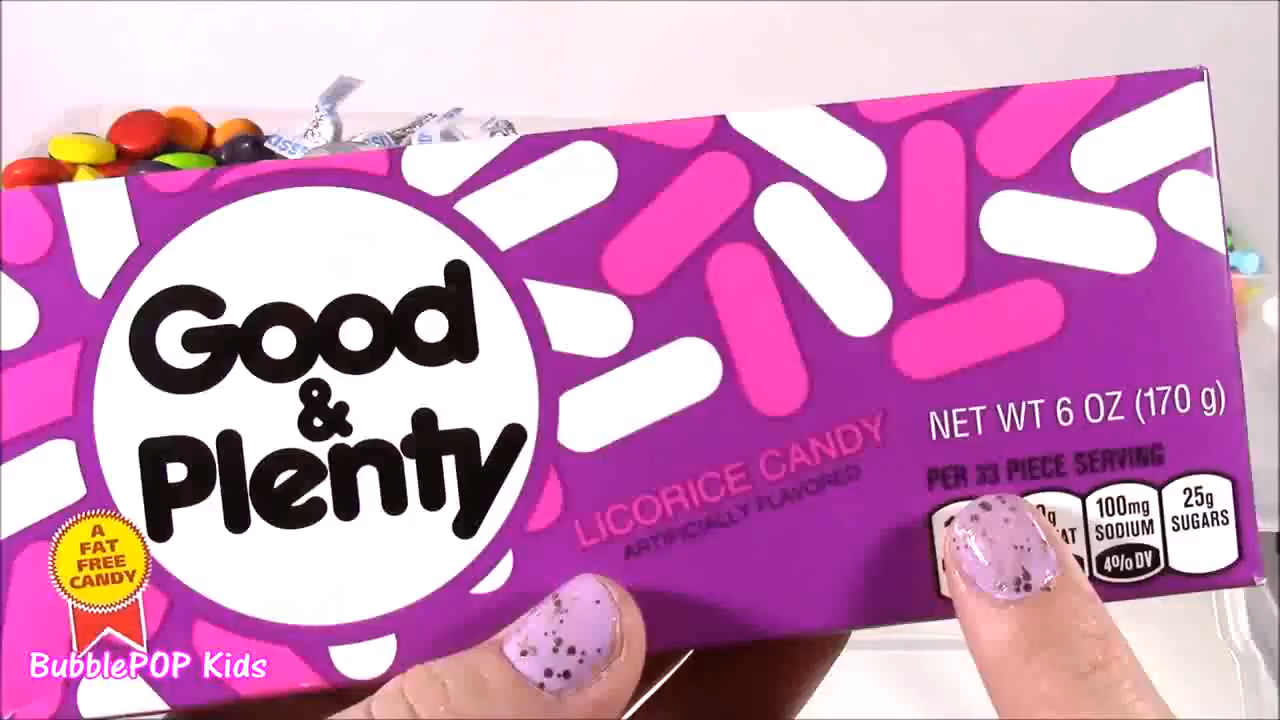 KISSES
Good
&
Plenty
LICORICE CANDY
ARTIFICIALLY FLAVORED
NET WT 6 OZ (170 g)
PER 33 PIECE SERVING
100mg
SODIUM
4% DV
25g
SUGARS
A
FAT
FREE
CANDY
BubblePOP Kids